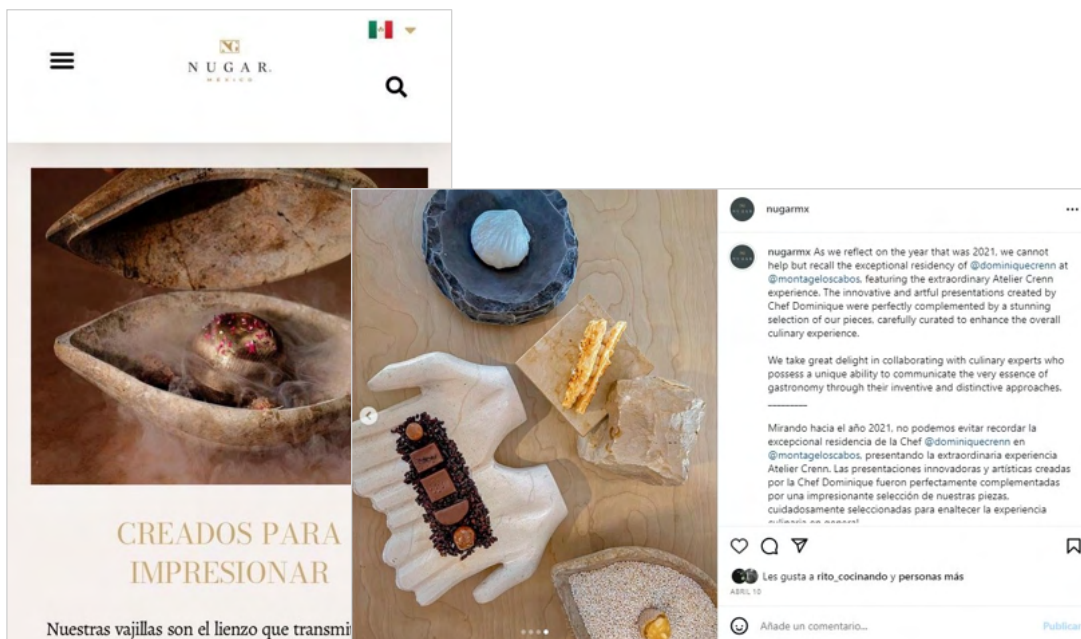 NG
NUGAR.
MÉXICO
CREADOS PARA
IMPRESIONAR
Nuestras vajillas son el lienzo que transmi
nugarmx
nugarmx As we reflect on the year that was 2021, we cannot
help but recall the exceptional residency of @dominiquecrenn at
@montageloscabos, featuring the extraordinary Atelier Crenn
experience. The innovative and artful presentations created by
Chef Dominique were perfectly complemented by a stunning
selection of our pieces, carefully curated to enhance the overall
culinary experience.
We take great delight in collaborating with culinary experts who
possess a unique ability to communicate the very essence of
gastronomy through their inventive and distinctive approaches.
_________
Mirando hacia el año 2021, no podemos evitar recordar la
excepcional residencia de la Chef @dominiquecrenn en
@montageloscabos, presentando la extraordinaria experiencia
Atelier Crenn. Las presentaciones innovadoras y artísticas creadas
por la Chef Dominique fueron perfectamente complementadas
por una impresionante selección de nuestras piezas,
cuidadosamente seleccionadas para enaltecer la experiencia
culinaria en general
Les gusta a rito_cocinando y personas más
ABRIL 10
Añade un comentario...
Publicar